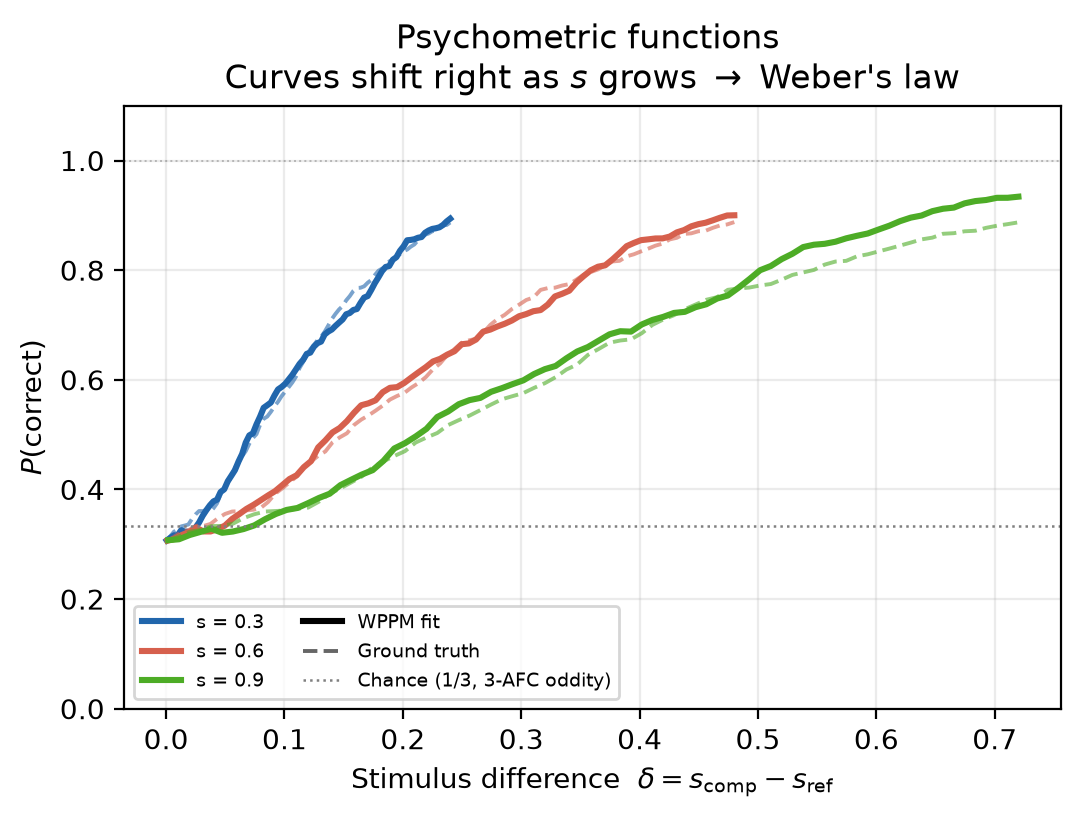 Psychometric functions
Curves shift right as s grows → Weber's law
P(correct)
1.0
0.8
0.6
0.4
0.2
0.0
s = 0.3
s = 0.6
s = 0.9
WPPM fit
Ground truth
Chance (1/3, 3-AFC oddity)
0.0 0.1 0.2 0.3 0.4 0.5 0.6 0.7
Stimulus difference δ = s_comp − s_ref